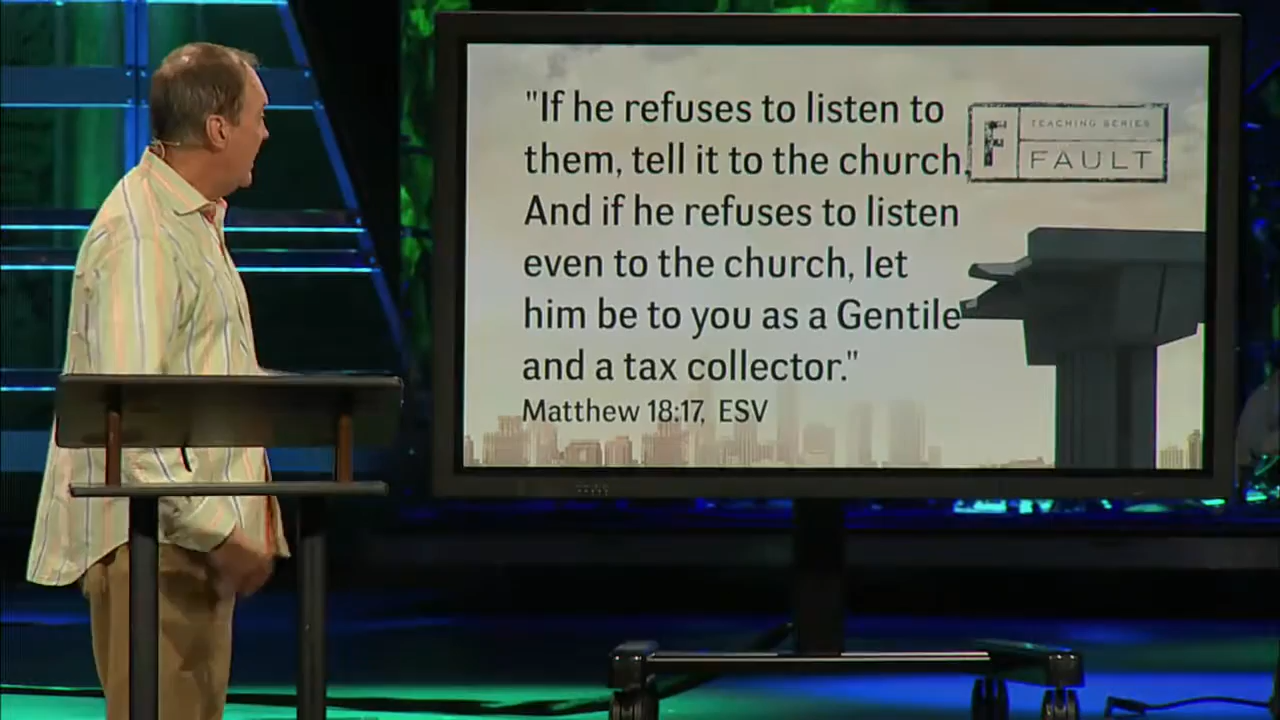 "If he refuses to listen to
them, tell it to the church.
And if he refuses to listen
even to the church, let
him be to you as a Gentile
and a tax collector."
Matthew 18:17, ESV
F
TEACHING SERIES
FAULT